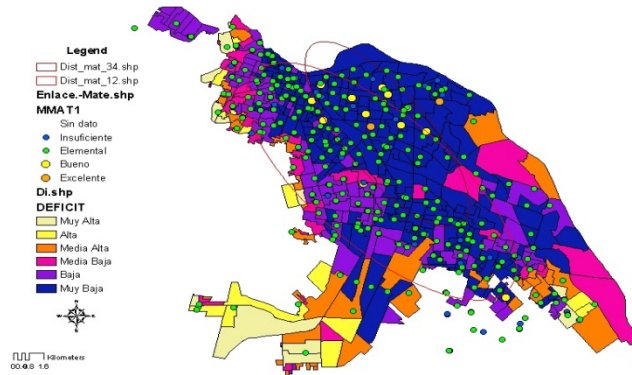 Legend
Dist_mat_34.shp
Dist_mat_12.shp
Enlace.-Mate.shp
MMAT1
Sin dato
Insuficiente
Elemental
Bueno
Excelente
Di.shp
DEFICIT
Muy Alta
Alta
Media Alta
Media Baja
Baja
Muy Baja
Kilometers